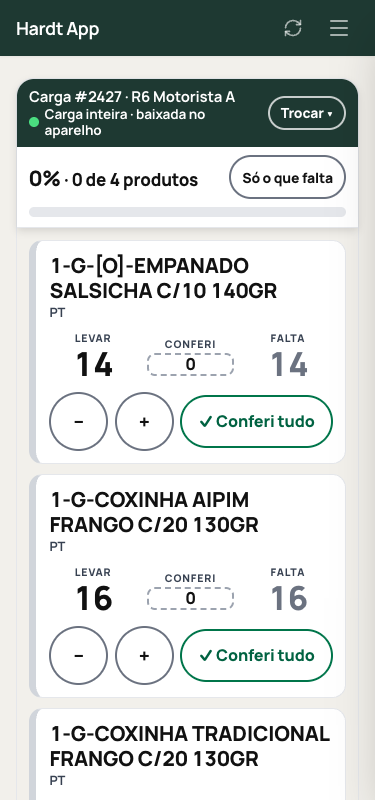 Hardt App
Carga #2427 · R6 Motorista A
Carga inteira · baixada no
aparelho
Trocar ▾
0% · 0 de 4 produtos
Só o que falta
1-G-[O]-EMPANADO
SALSICHA C/10 140GR
PT
LEVAR CONFERI FALTA
14 0 14
− + ✓ Conferi tudo
1-G-COXINHA AIPIM
FRANGO C/20 130GR
PT
LEVAR CONFERI FALTA
16 0 16
− + ✓ Conferi tudo
1-G-COXINHA TRADICIONAL
FRANGO C/20 130GR
PT